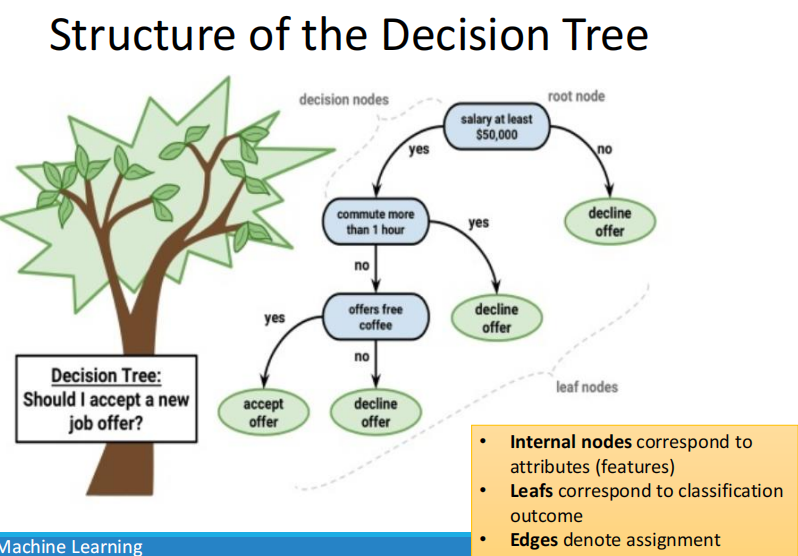 Structure of the Decision Tree
decision nodes
root node
salary at least
$50,000
yes
no
commute more
than 1 hour
decline
offer
yes
no
offers free
coffee
decline
offer
yes
no
accept
offer
decline
offer
leaf nodes
Decision Tree:
Should I accept a new
job offer?
• Internal nodes correspond to
attributes (features)
• Leafs correspond to classification
outcome
• Edges denote assignment
Machine Learning